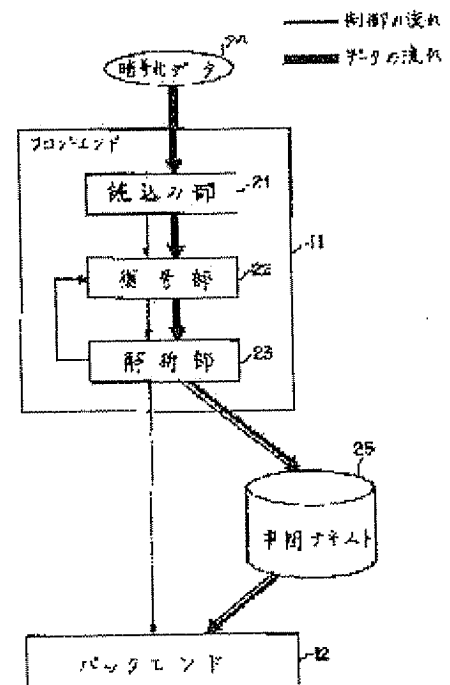 制御の流れ
データの流れ
暗号化データ
フロントエンド
読込み部
21
11
復号部
22
解析部
23
25
中間テキスト
バックエンド
12